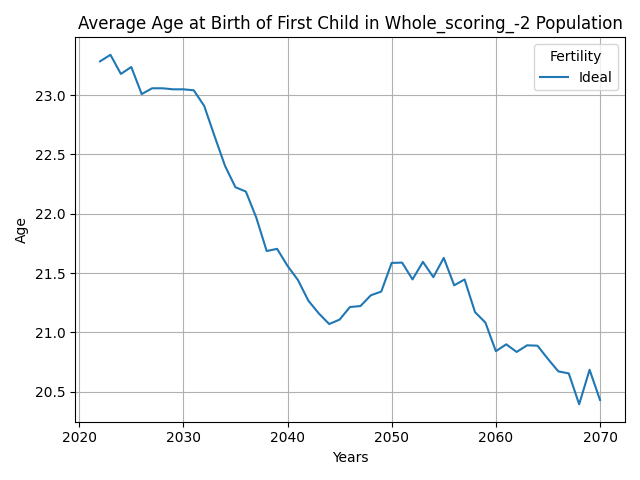 Average Age at Birth of First Child in Whole_scoring_-2 Population
Fertility
Ideal
Age
23.0
22.5
22.0
21.5
21.0
20.5
2020 2030 2040 2050 2060 2070
Years